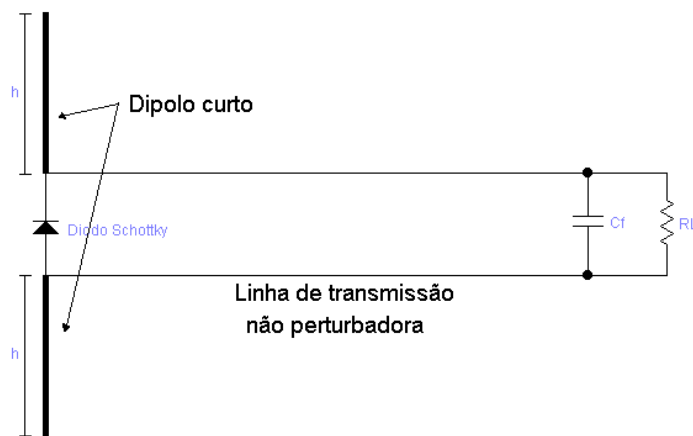 h
Dipolo curto
Diodo Schottky
Cf
RL
Linha de transmissão
não perturbadora
h